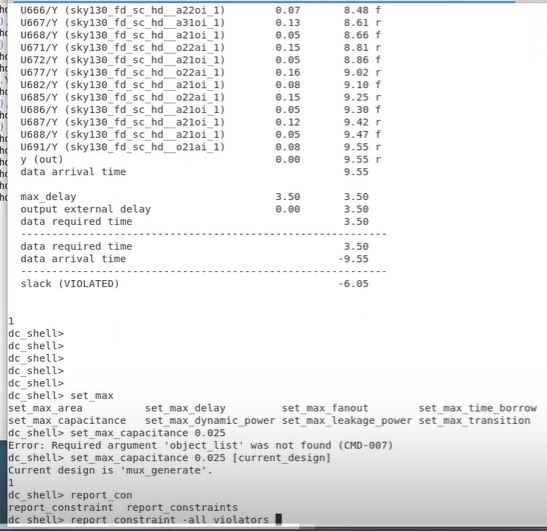 U666/Y (sky130_fd_sc_hd__a22oi_1) 0.07 8.48 f
U667/Y (sky130_fd_sc_hd__a31oi_1) 0.13 8.61 r
U668/Y (sky130_fd_sc_hd__a21oi_1) 0.05 8.66 f
U671/Y (sky130_fd_sc_hd__o22ai_1) 0.15 8.81 r
U672/Y (sky130_fd_sc_hd__a21oi_1) 0.05 8.86 f
U677/Y (sky130_fd_sc_hd__o22ai_1) 0.16 9.02 r
U682/Y (sky130_fd_sc_hd__o21ai_1) 0.08 9.10 f
U685/Y (sky130_fd_sc_hd__o22ai_1) 0.15 9.25 r
U686/Y (sky130_fd_sc_hd__a21oi_1) 0.05 9.30 f
U687/Y (sky130_fd_sc_hd__o21ai_1) 0.12 9.42 r
U688/Y (sky130_fd_sc_hd__a21oi_1) 0.05 9.47 f
U691/Y (sky130_fd_sc_hd__o21ai_1) 0.08 9.55 r
y (out) 0.00 9.55 r
data arrival time 9.55
max_delay 3.50 3.50
output external delay 0.00 3.50
data required time 3.50
------------------------------------------------------------
data required time 3.50
data arrival time -9.55
------------------------------------------------------------
slack (VIOLATED) -6.05
1
dc_shell>
dc_shell>
dc_shell>
dc_shell>
dc_shell>
dc_shell> set_max
set_max_area set_max_delay set_max_fanout set_max_time_borrow
set_max_capacitance set_max_dynamic_power set_max_leakage_power set_max_transition
dc_shell> set_max_capacitance 0.025
Error: Required argument 'object_list' was not found (CMD-007)
dc_shell> set_max_capacitance 0.025 [current_design]
Current design is 'mux_generate'.
1
dc_shell> report_con
report_constraint report_constraints
dc_shell> report_constraint -all_violators